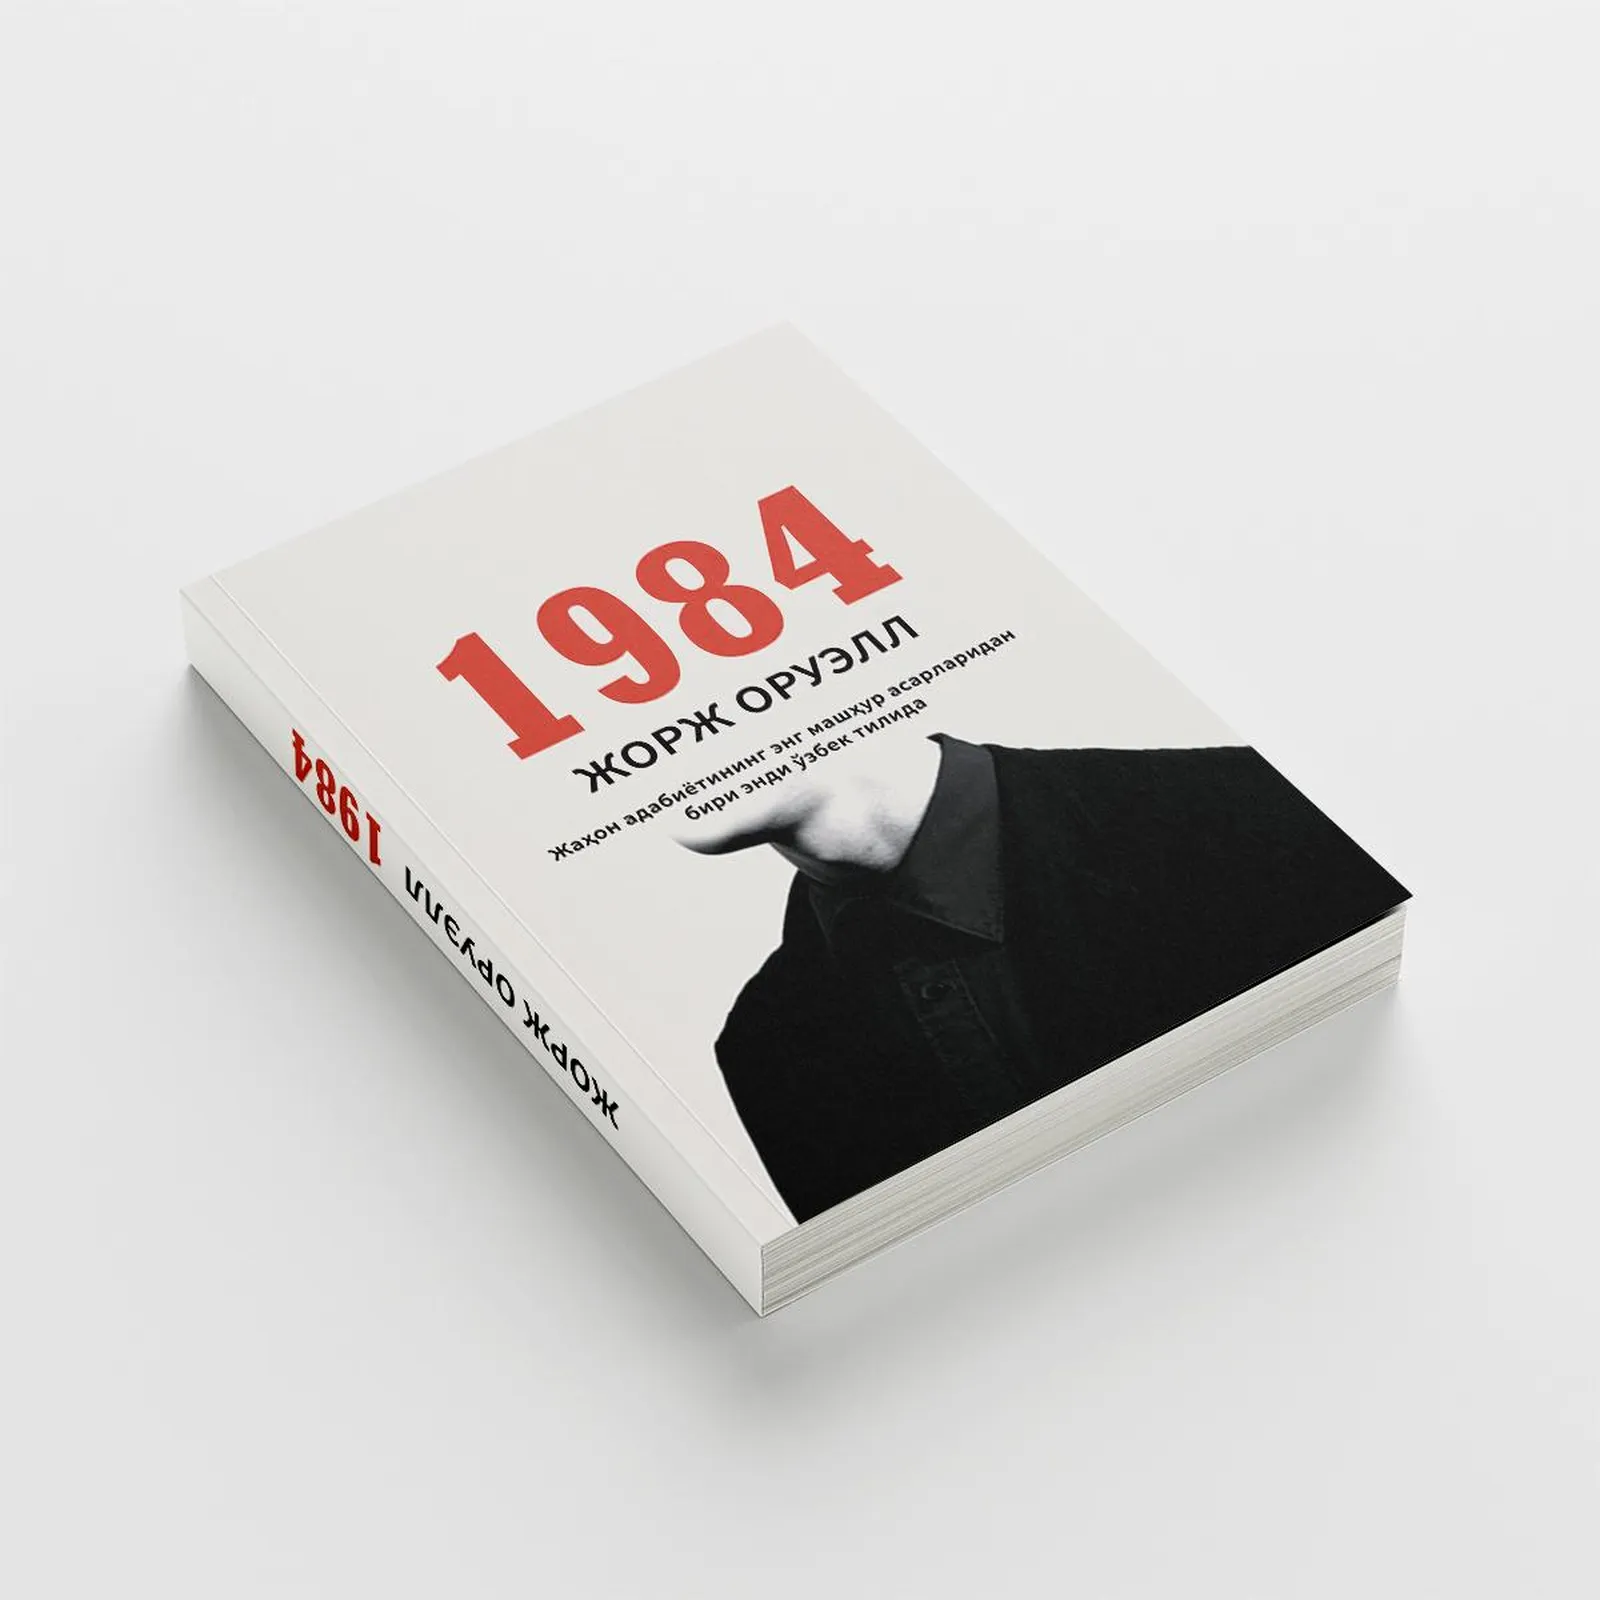 1984
ЖОРЖ ОРУЭЛЛ
Жаҳон адабиётининг энг машҳур асарларидан
бири энди ўзбек тилида
ЖОРЖ ОРУЭЛЛ 1984